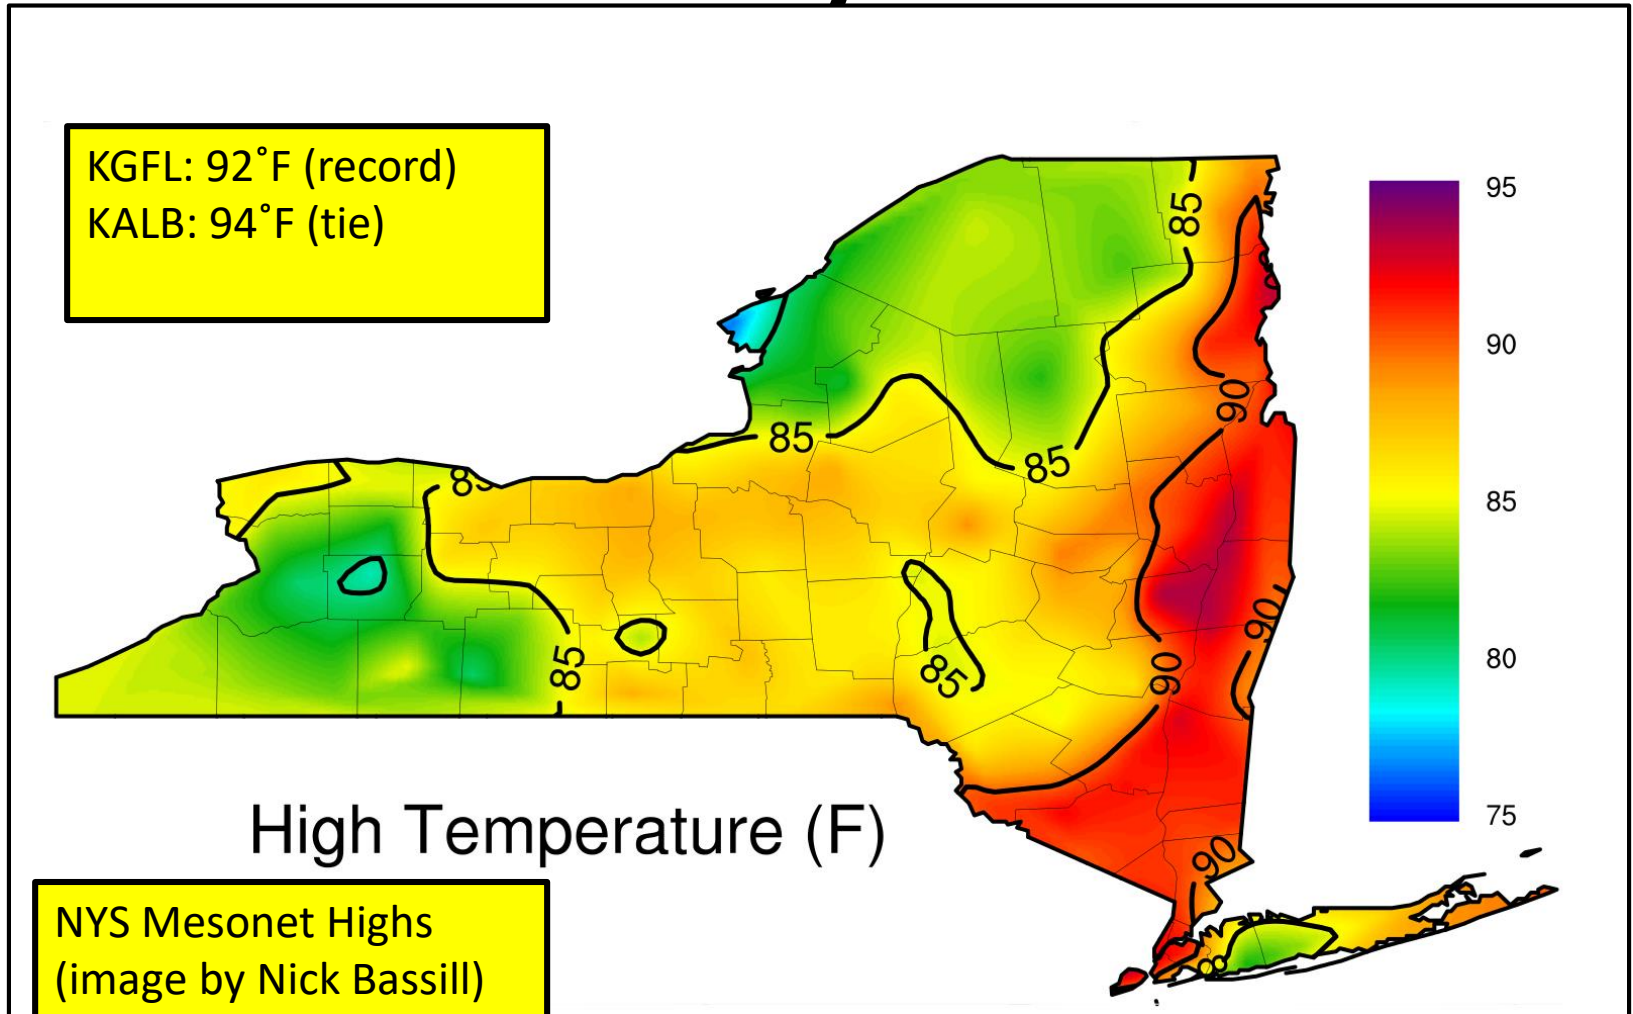 KGFL: 92˚F (record)
KALB: 94˚F (tie)
95
90
85
80
75
85
90
85
85
85
85
90
90
90
High Temperature (F)
NYS Mesonet Highs
(image by Nick Bassill)